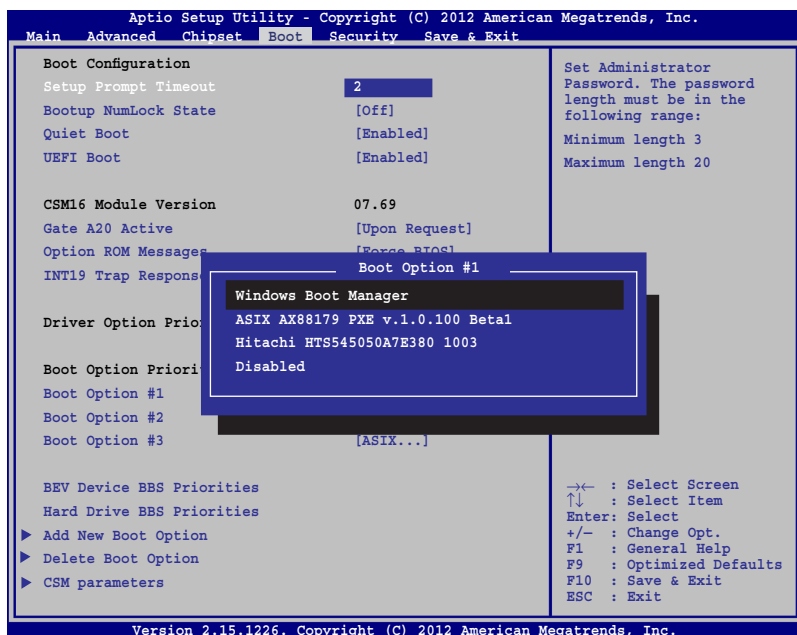 Aptio Setup Utility - Copyright (C) 2012 American Megatrends, Inc.
Main Advanced Chipset Boot Security Save & Exit
Boot Configuration
Setup Prompt Timeout 2
Bootup NumLock State [Off]
Quiet Boot [Enabled]
UEFI Boot [Enabled]
CSM16 Module Version 07.69
Gate A20 Active [Upon Request]
Option ROM Messages [Force BIOS]
INT19 Trap Respons
Driver Option Prio
Boot Option Priori
Boot Option #1
Boot Option #2
Boot Option #3 [ASIX...]
BEV Device BBS Priorities
Hard Drive BBS Priorities
Add New Boot Option
Delete Boot Option
CSM parameters
Boot Option #1
Windows Boot Manager
ASIX AX88179 PXE v.1.0.100 Beta1
Hitachi HTS545050A7E380 1003
Disabled
Set Administrator
Password. The password
length must be in the
following range:
Minimum length 3
Maximum length 20
→← : Select Screen
↑↓ : Select Item
Enter: Select
+/— : Change Opt.
F1 : General Help
F9 : Optimized Defaults
F10 : Save & Exit
ESC : Exit
Version 2.15.1226. Copyright (C) 2012 American Megatrends, Inc.